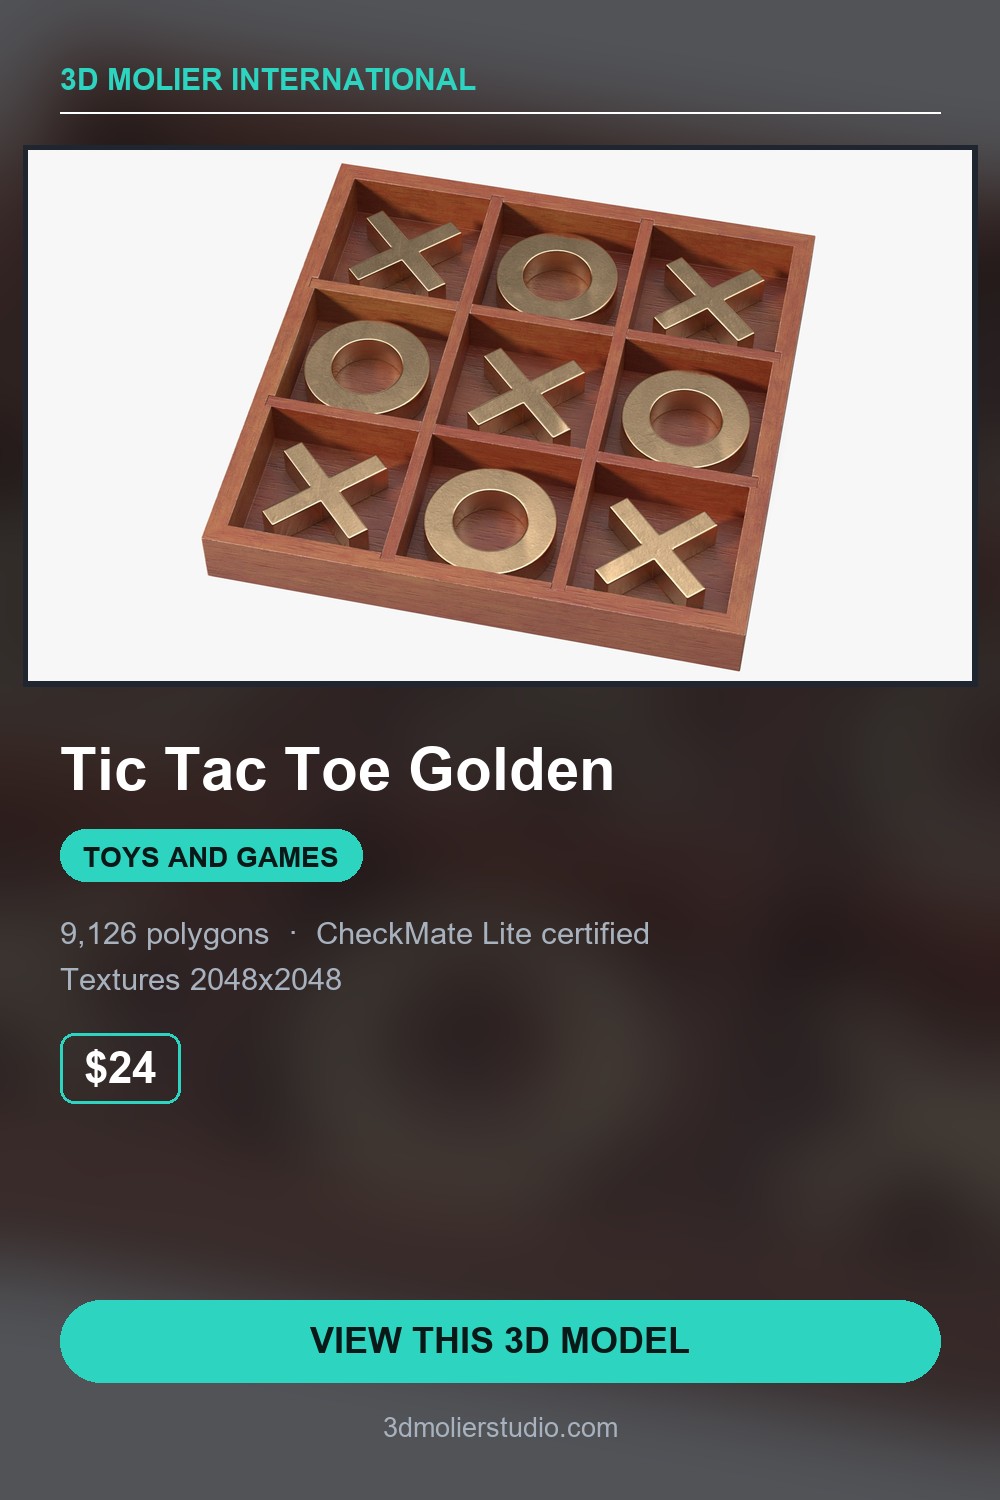 3D MOLIER INTERNATIONAL
Tic Tac Toe Golden
TOYS AND GAMES
9,126 polygons · CheckMate Lite certified
Textures 2048x2048
$24
VIEW THIS 3D MODEL
3dmolierstudio.com